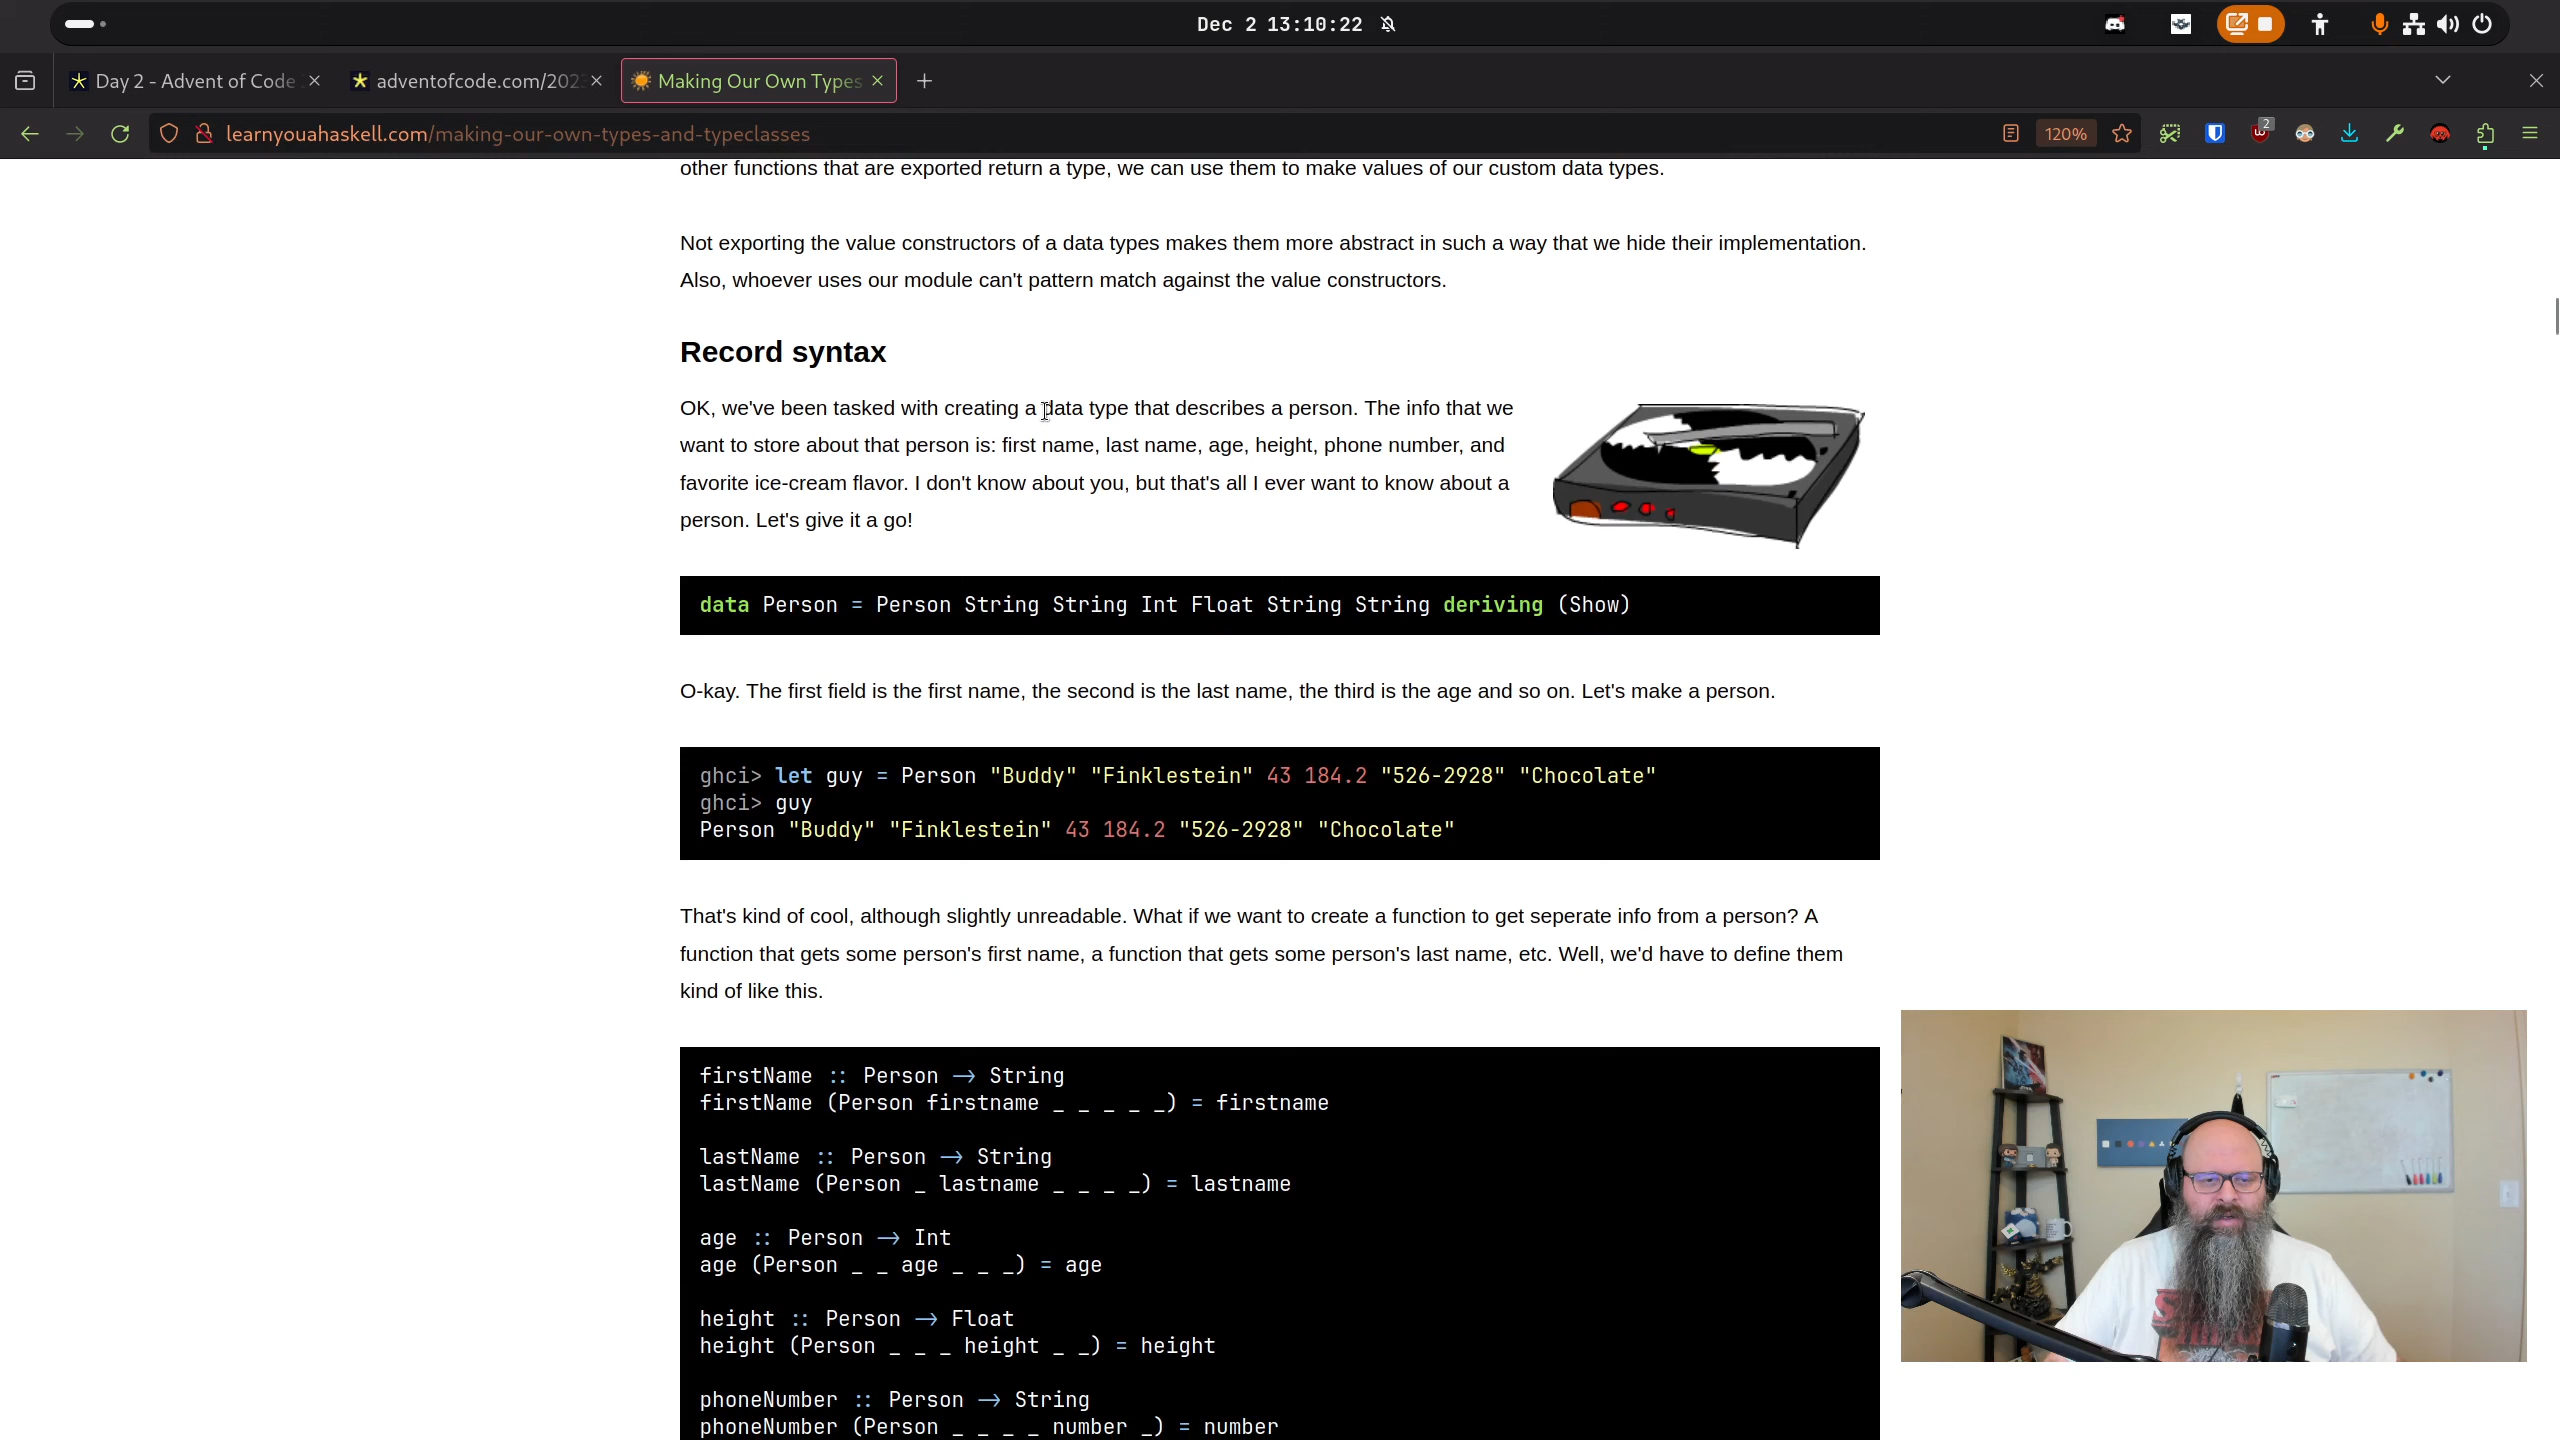 Dec 2 13:10:22
Day 2 - Advent of Code
adventofcode.com/202
Making Our Own Types
learnyouahaskell.com/making-our-own-types-and-typeclasses
120%
2
other functions that are exported return a type, we can use them to make values of our custom data types.
Not exporting the value constructors of a data types makes them more abstract in such a way that we hide their implementation.
Also, whoever uses our module can't pattern match against the value constructors.
Record syntax
OK, we've been tasked with creating a data type that describes a person. The info that we
want to store about that person is: first name, last name, age, height, phone number, and
favorite ice-cream flavor. I don't know about you, but that's all I ever want to know about a
person. Let's give it a go!
data Person = Person String String Int Float String String deriving (Show)
O-kay. The first field is the first name, the second is the last name, the third is the age and so on. Let's make a person.
ghci> let guy = Person "Buddy" "Finklestein" 43 184.2 "526-2928" "Chocolate"
ghci> guy
Person "Buddy" "Finklestein" 43 184.2 "526-2928" "Chocolate"
That's kind of cool, although slightly unreadable. What if we want to create a function to get seperate info from a person? A
function that gets some person's first name, a function that gets some person's last name, etc. Well, we'd have to define them
kind of like this.
firstName :: Person -> String
firstName (Person firstname _ _ _ _ _) = firstname
lastName :: Person -> String
lastName (Person _ lastname _ _ _ _) = lastname
age :: Person -> Int
age (Person _ _ age _ _ _) = age
height :: Person -> Float
height (Person _ _ _ height _ _) = height
phoneNumber :: Person -> String
phoneNumber (Person _ _ _ _ number _) = number